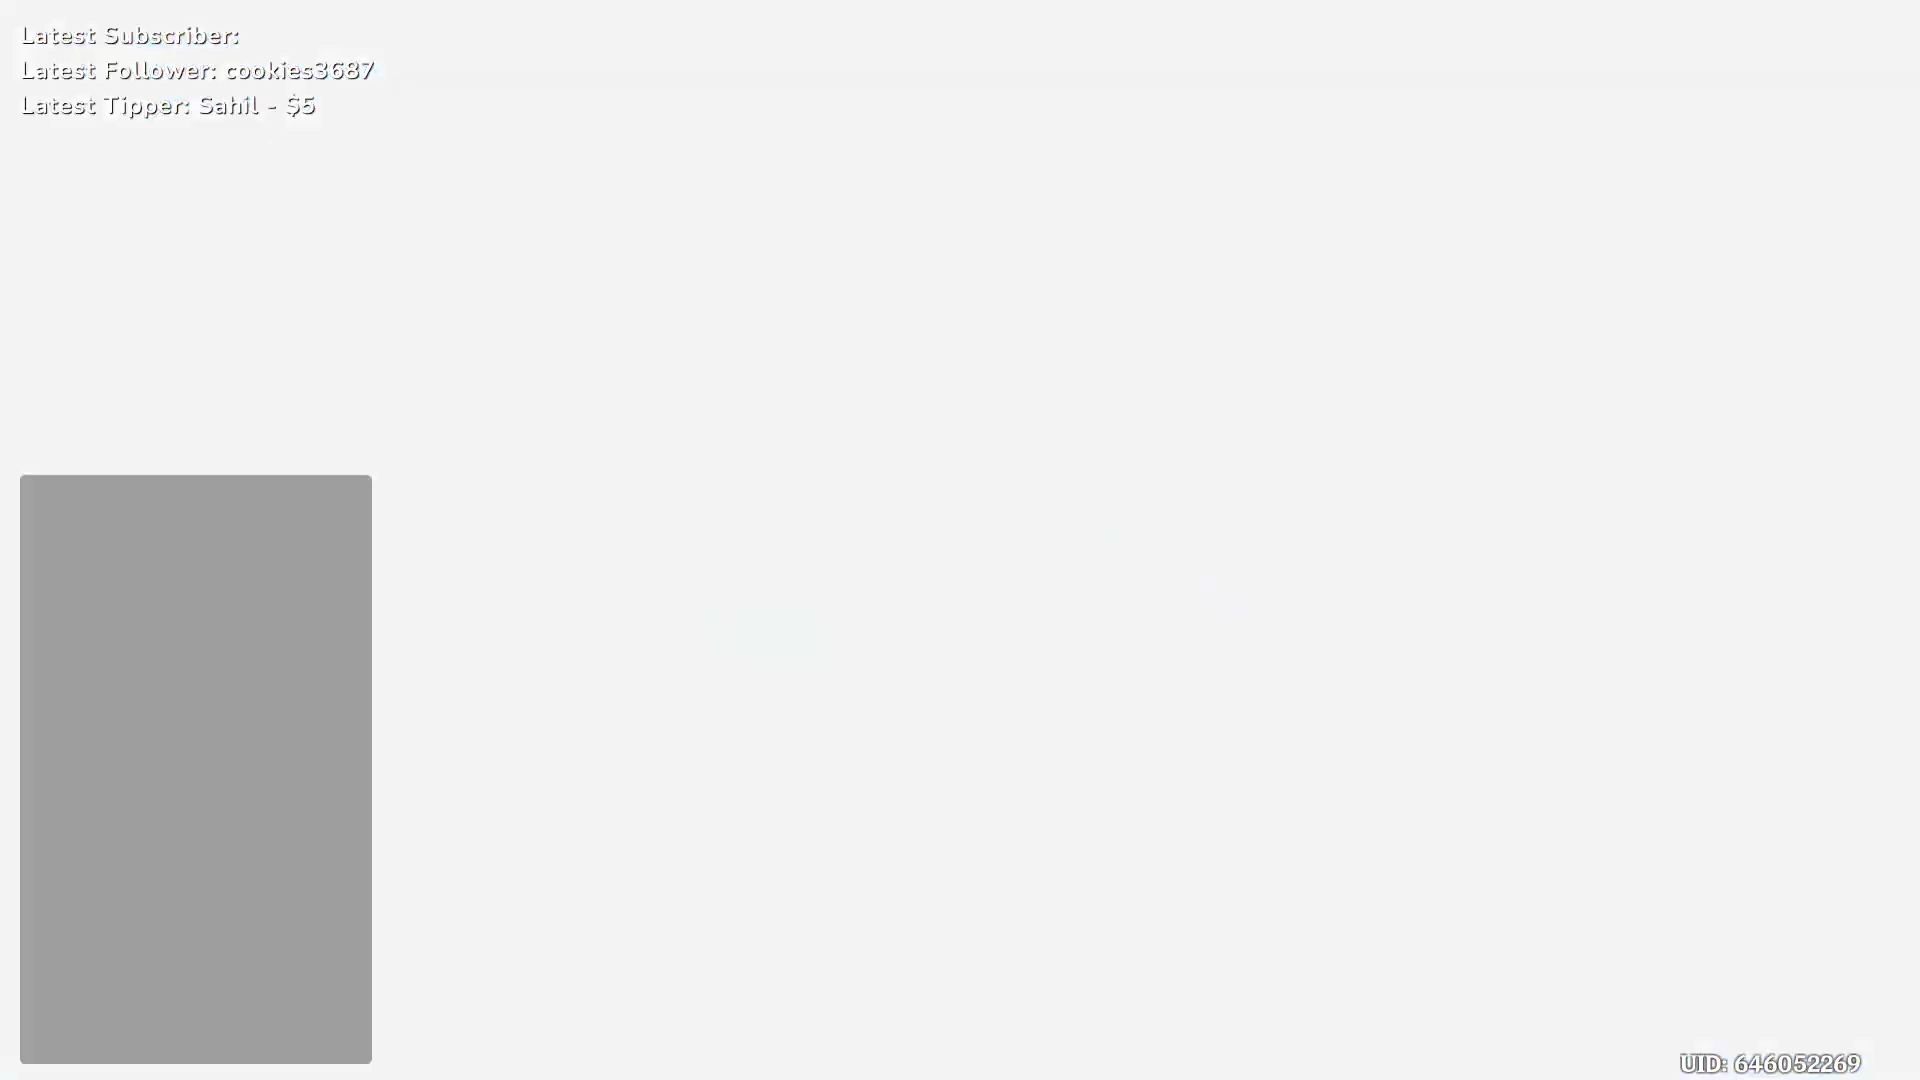 Latest Subscriber:
Latest Follower: cookies3687
Latest Tipper: Sahil - $5
UID: 646052269